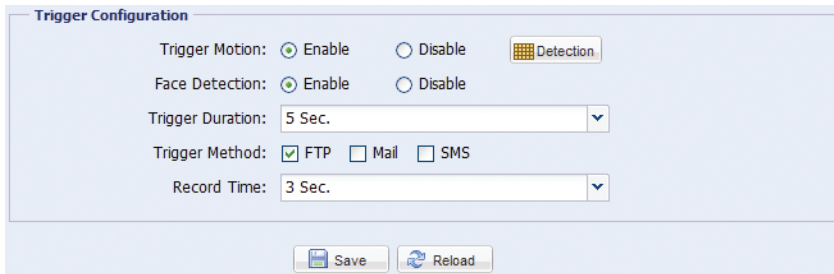 Trigger Configuration
Trigger Motion: Enable Disable Detection
Face Detection: Enable Disable
Trigger Duration: 5 Sec.
Trigger Method: FTP Mail SMS
Record Time: 3 Sec.
Save Reload